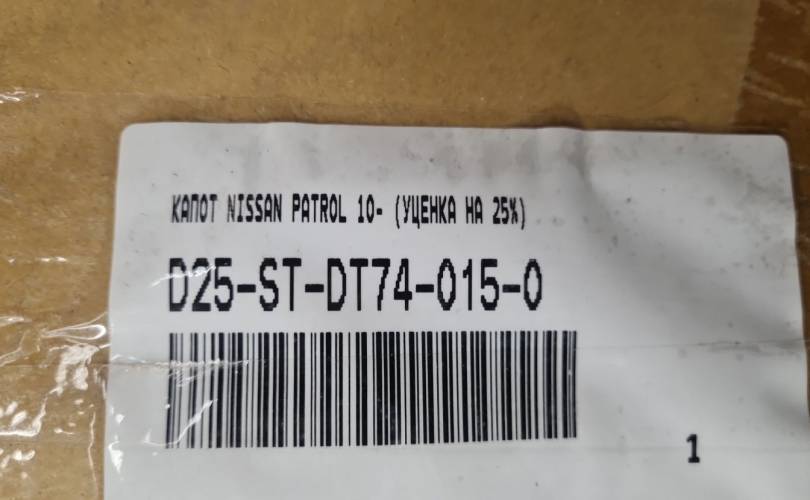 КАПОТ NISSAN PATROL 10- (УЦЕНКА НА 25%)
D25-ST-DT74-015-0
1